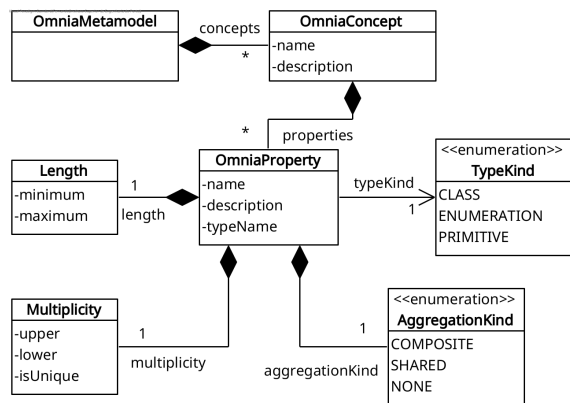 OmniaMetamodel
concepts
*
OmniaConcept
-name
-description
*
properties
Length
-minimum
-maximum
1
length
OmniaProperty
-name
-description
-typeName
typeKind
1
<<enumeration>>
TypeKind
CLASS
ENUMERATION
PRIMITIVE
Multiplicity
-upper
-lower
-isUnique
1
multiplicity
1
aggregationKind
<<enumeration>>
AggregationKind
COMPOSITE
SHARED
NONE